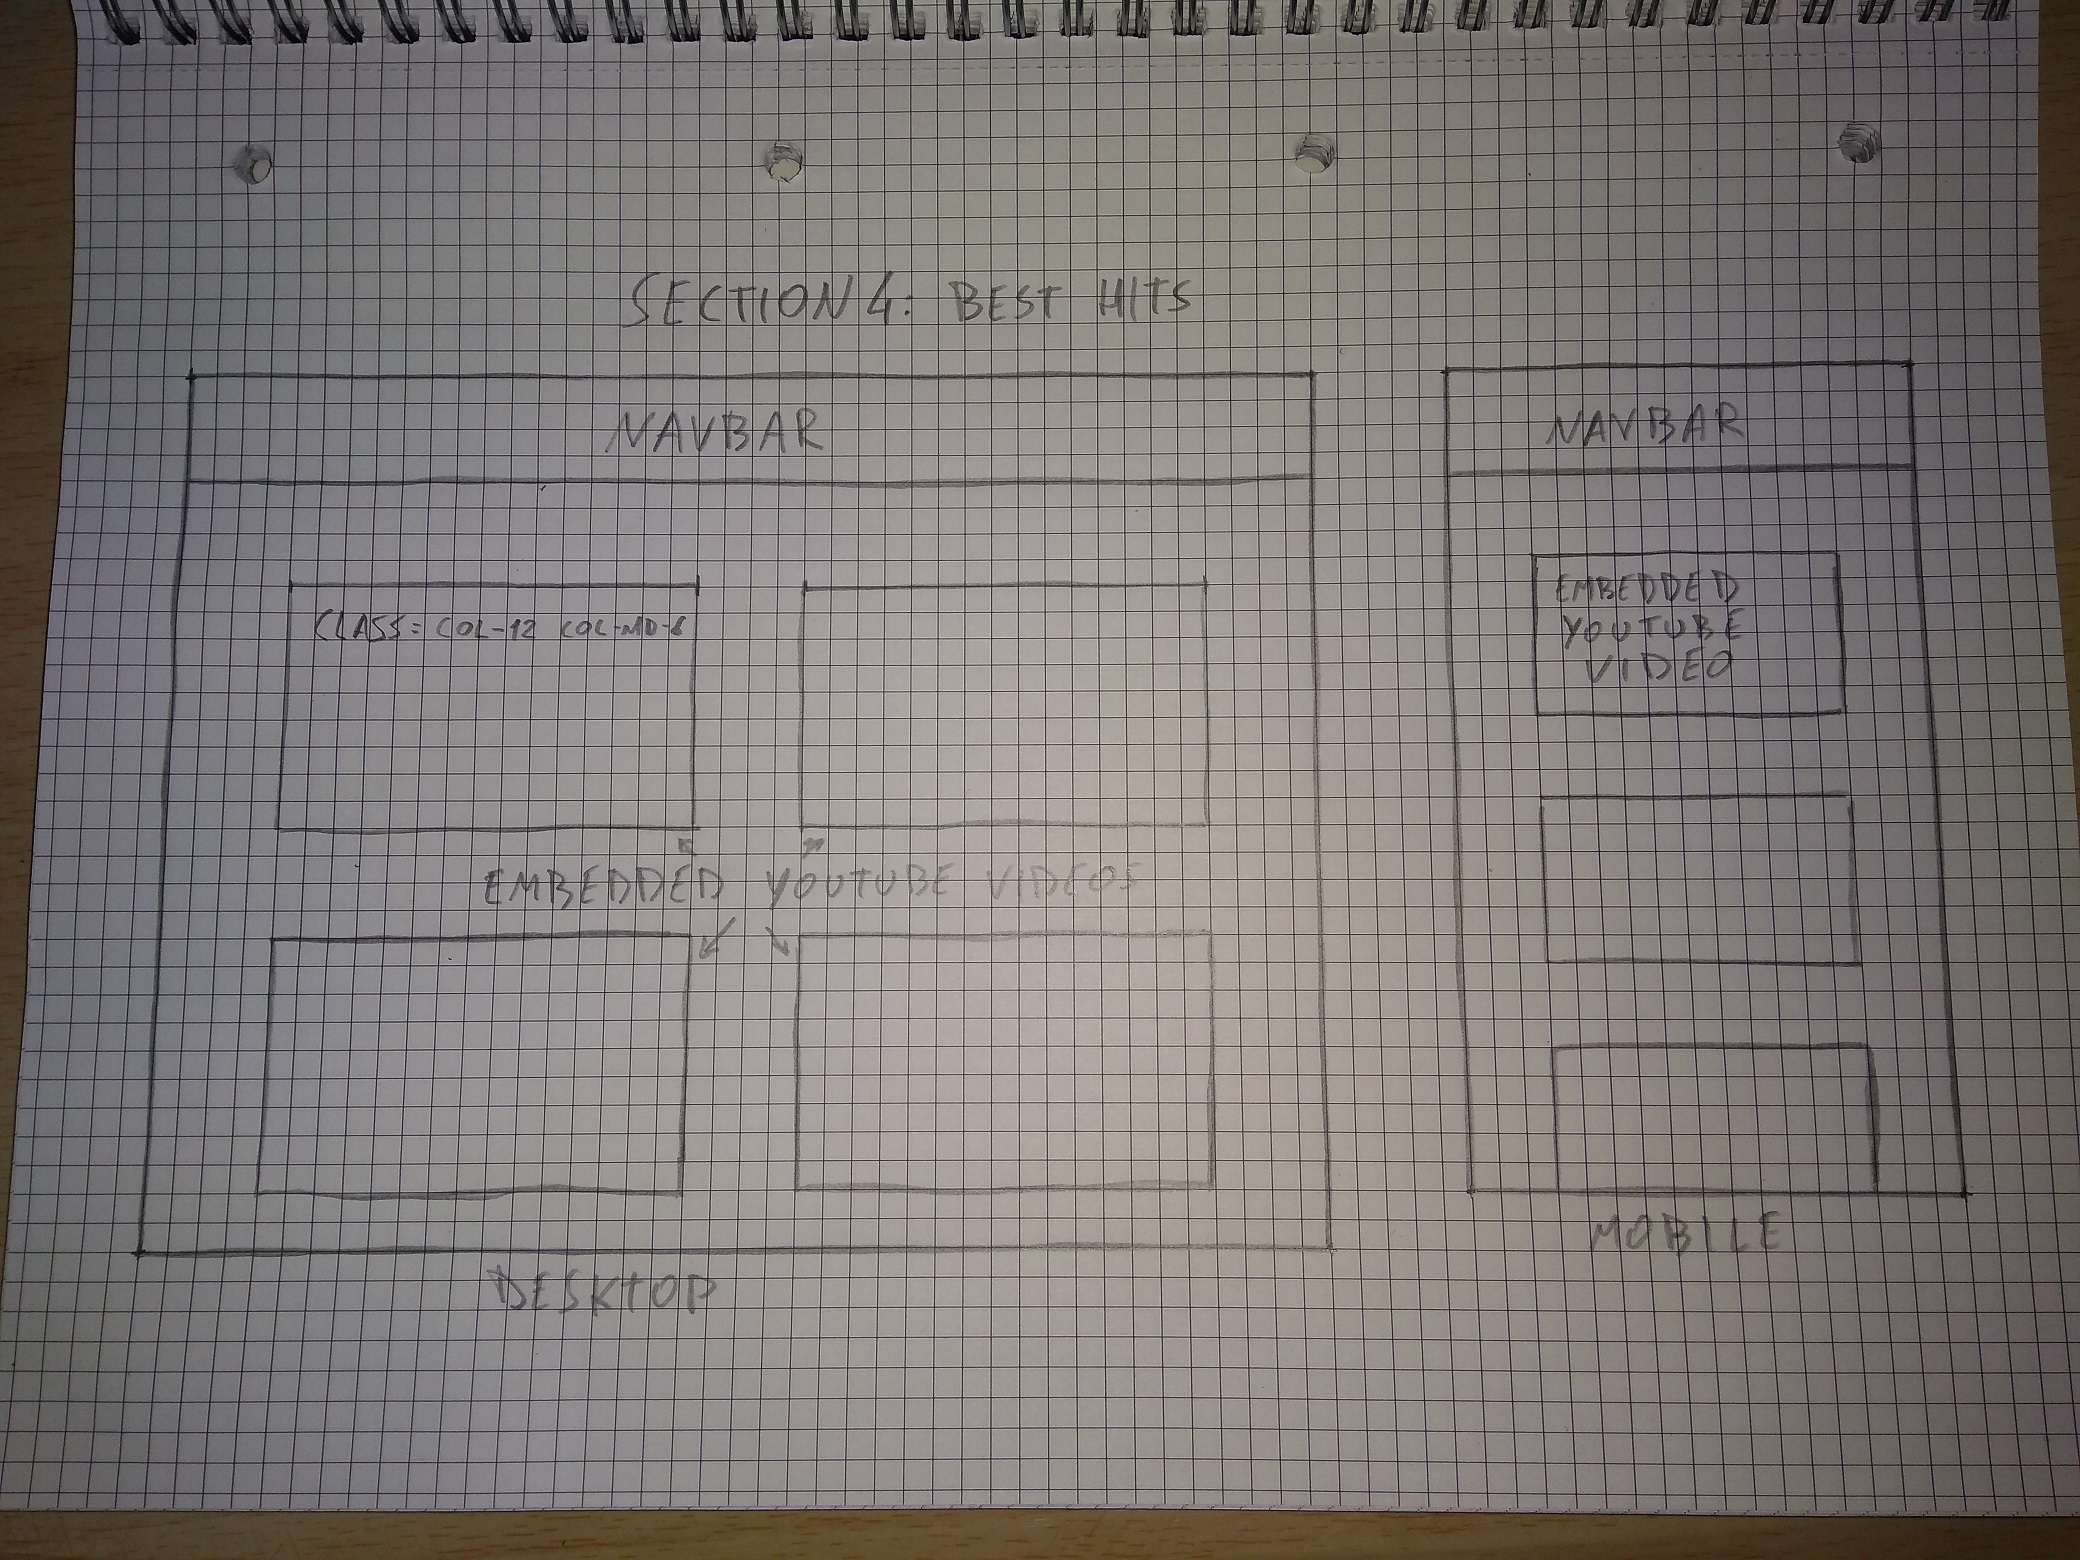 SECTION 4: BEST HITS
NAVBAR
CLASS= COL-12 COL-MD-6
EMBEDDED YOUTUBE VIDEOS
DESKTOP
NAVBAR
EMBEDDED
YOUTUBE
VIDEO
MOBILE